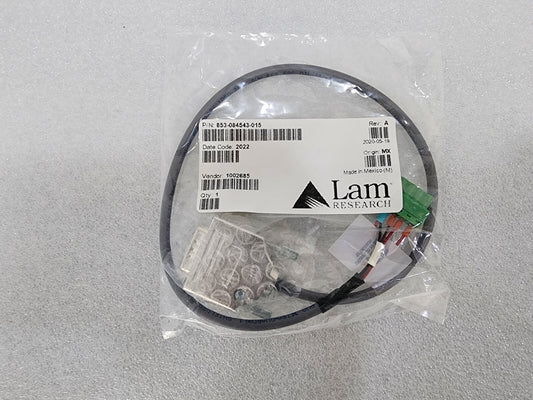 P/N: 853-084543-015
Rev: A
2020-05-19
Date Code: 2022
Origin: MX
Made in Mexico (M)
Vendor: 1002685
Qty: 1
Lam®
RESEARCH